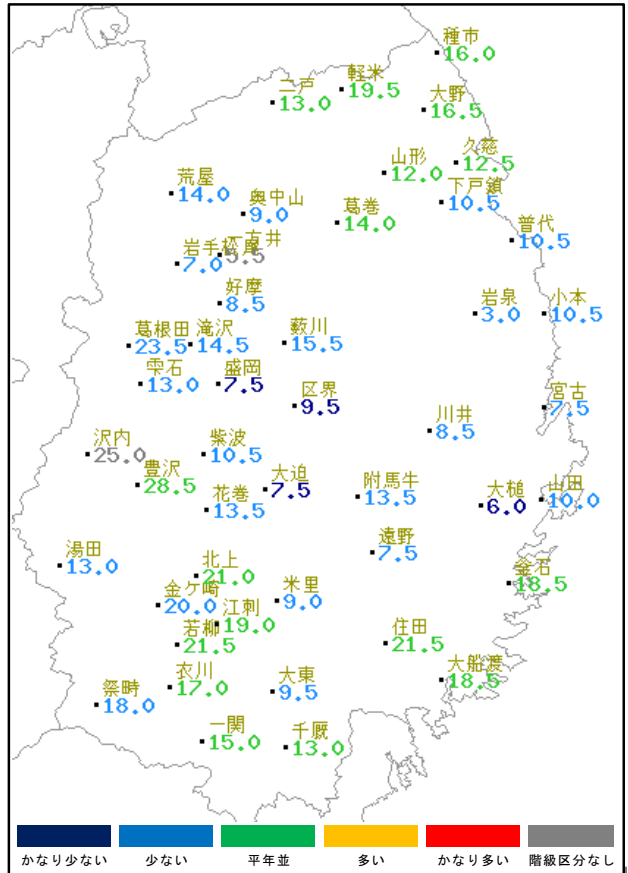 種市
16.0
軽米
19.5
二戸
13.0
大野
16.5
久慈
12.5
山形
12.0
下戸鎖
10.5
荒屋
14.0
奥中山
9.0
葛巻
14.0
普代
10.5
岩手松尾
7.0
5.5
好摩
8.5
岩泉
3.0
小本
10.5
葛根田
23.5
滝沢
14.5
薮川
15.5
雫石
13.0
盛岡
7.5
区界
9.5
宮古
7.5
川井
8.5
沢内
25.0
紫波
10.5
豊沢
28.5
大迫
7.5
花巻
13.5
附馬牛
13.5
大槌
6.0
山田
10.0
湯田
13.0
遠野
7.5
北上
21.0
釜石
18.5
金ケ崎
20.0
米里
9.0
江刺
19.0
若柳
21.5
住田
21.5
衣川
17.0
大東
9.5
大船渡
18.5
祭畤
18.0
一関
15.0
千厩
13.0
かなり少ない 少ない 平年並 多い かなり多い 階級区分なし